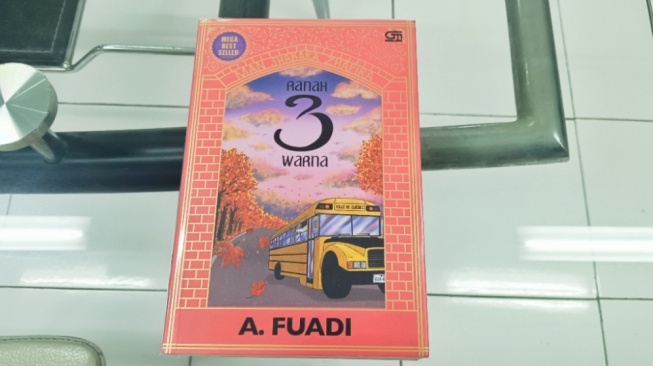 MEGA
BEST
SELLER
RANAH
3
WARNA
A. FUADI